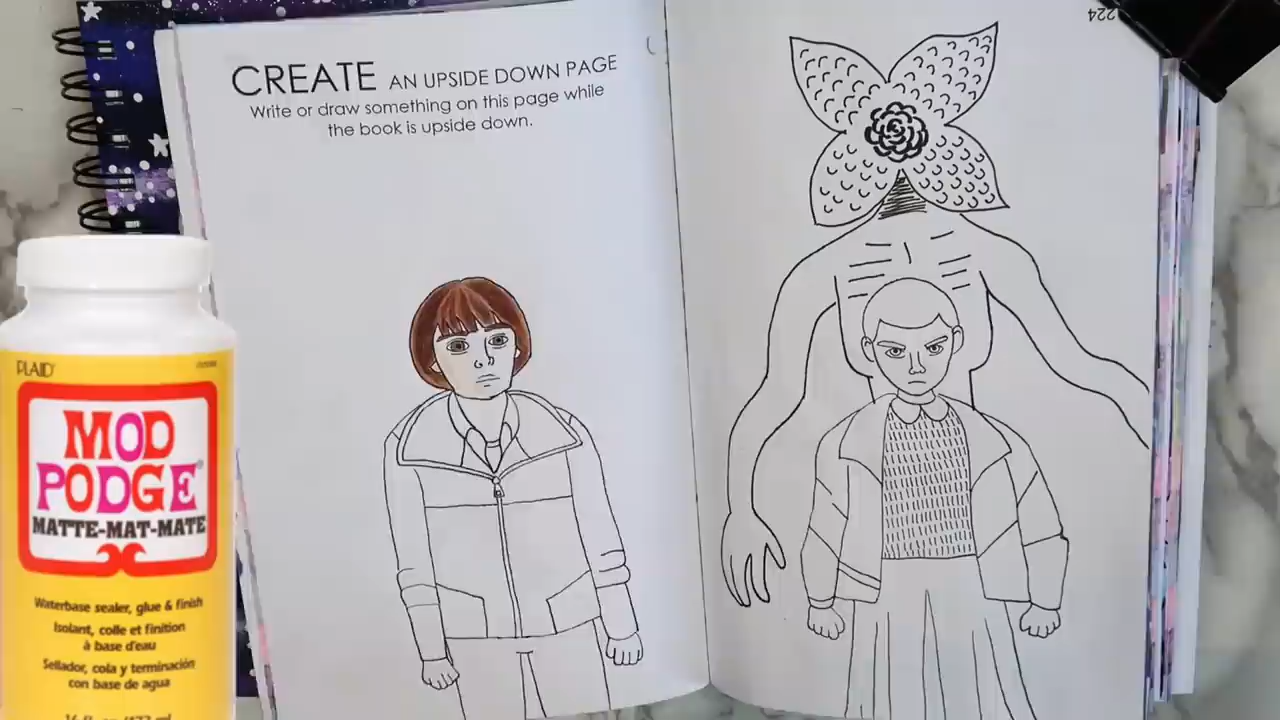 CREATE AN UPSIDE DOWN PAGE
Write or draw something on this page while
the book is upside down.
224
PLAID
MOD
PODGE
MATTE-MAT-MATE
Waterbase sealer, glue & finish
Isolant, colle et finition
à base d'eau
Sellador, cola y terminación
con base de agua